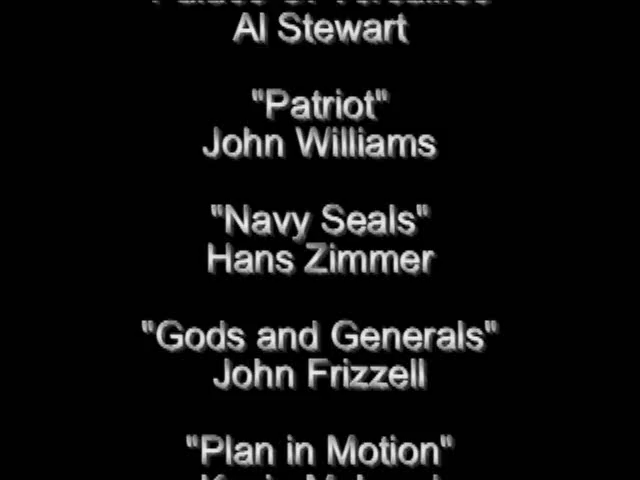 Al Stewart
"Patriot"
John Williams
"Navy Seals"
Hans Zimmer
"Gods and Generals"
John Frizzell
"Plan in Motion"